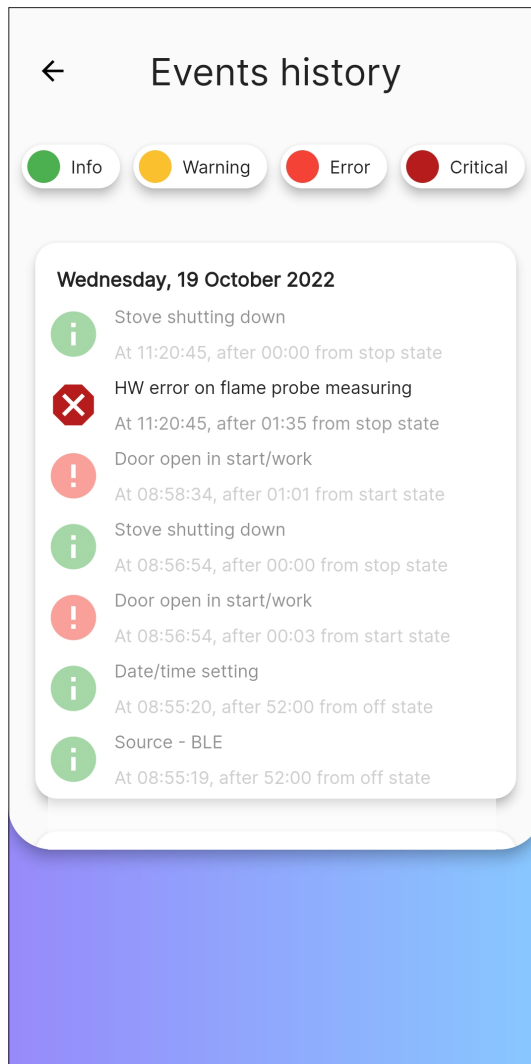 Events history
Info
Warning
Error
Critical
Wednesday, 19 October 2022
Stove shutting down
At 11:20:45, after 00:00 from stop state
HW error on flame probe measuring
At 11:20:45, after 01:35 from stop state
Door open in start/work
At 08:58:34, after 01:01 from start state
Stove shutting down
At 08:56:54, after 00:00 from stop state
Door open in start/work
At 08:56:54, after 00:03 from start state
Date/time setting
At 08:55:20, after 52:00 from off state
Source - BLE
At 08:55:19, after 52:00 from off state